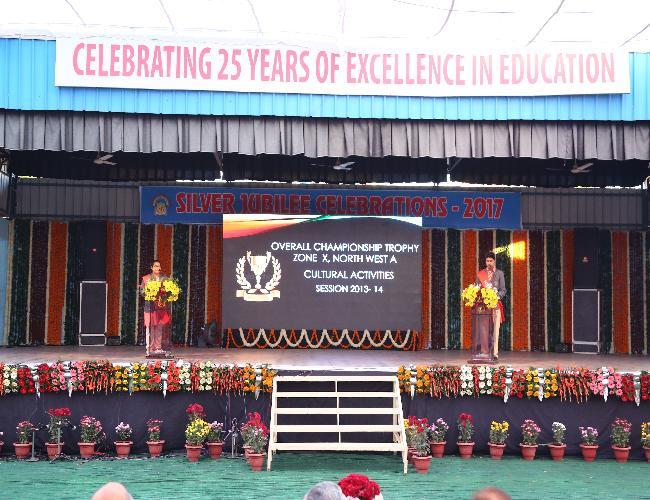 CELEBRATING 25 YEARS OF EXCELLENCE IN EDUCATION
SILVER JUBILEE CELEBRATIONS - 2017
OVERALL CHAMPIONSHIP TROPHY
ZONE X, NORTH WEST A
CULTURAL ACTIVITIES
SESSION 2013- 14